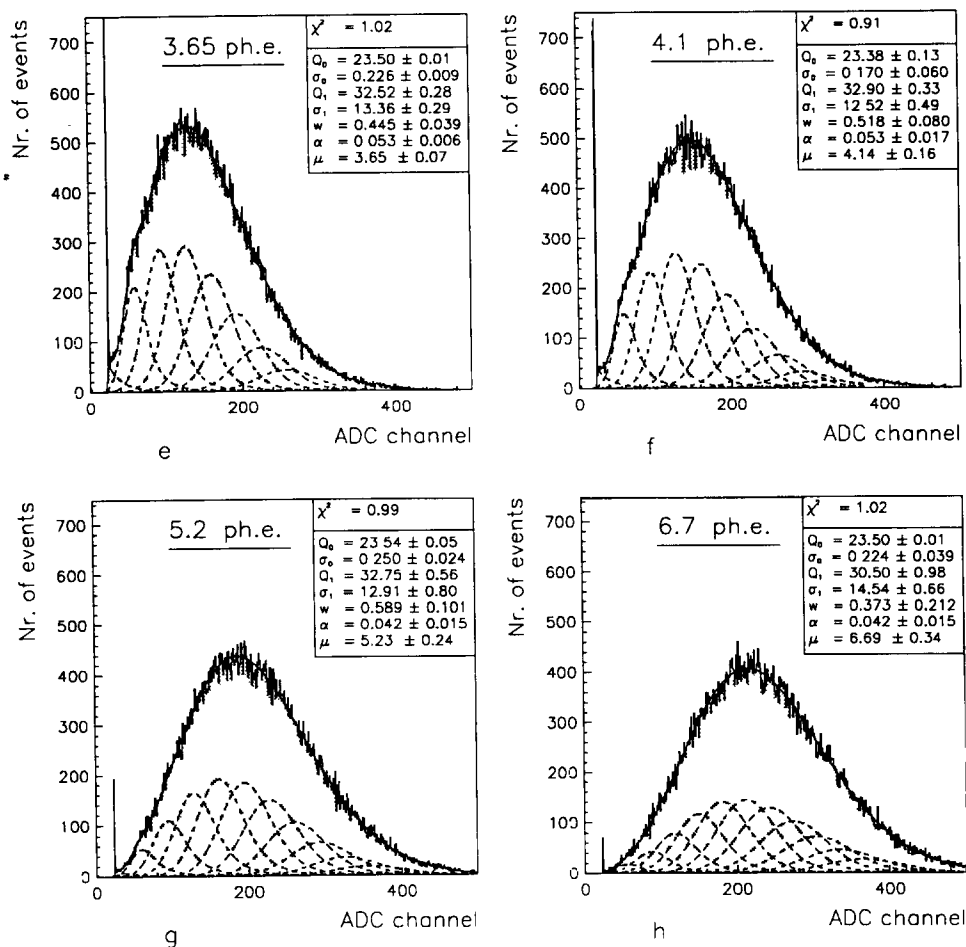 3.65 ph.e.
χ² = 1.02
Q₀ = 23.50 ± 0.01
σ₀ = 0.226 ± 0.009
Q₁ = 32.52 ± 0.28
σ₁ = 13.36 ± 0.29
w = 0.445 ± 0.039
α = 0.053 ± 0.006
μ = 3.65 ± 0.07
Nr. of events
700
600
500
400
300
200
100
0
0 200 400
ADC channel
e
4.1 ph.e.
χ² = 0.91
Q₀ = 23.38 ± 0.13
σ₀ = 0.170 ± 0.060
Q₁ = 32.90 ± 0.33
σ₁ = 12.52 ± 0.49
w = 0.518 ± 0.080
α = 0.053 ± 0.017
μ = 4.14 ± 0.16
Nr. of events
700
600
500
400
300
200
100
0
0 200 400
ADC channel
f
5.2 ph.e.
χ² = 0.99
Q₀ = 23.54 ± 0.05
σ₀ = 0.250 ± 0.024
Q₁ = 32.75 ± 0.56
σ₁ = 12.91 ± 0.80
w = 0.589 ± 0.101
α = 0.042 ± 0.015
μ = 5.23 ± 0.24
Nr. of events
700
600
500
400
300
200
100
0
0 200 400
ADC channel
g
6.7 ph.e.
χ² = 1.02
Q₀ = 23.50 ± 0.01
σ₀ = 0.224 ± 0.039
Q₁ = 30.50 ± 0.98
σ₁ = 14.54 ± 0.66
w = 0.373 ± 0.212
α = 0.042 ± 0.015
μ = 6.69 ± 0.34
Nr. of events
700
600
500
400
300
200
100
0
0 200 400
ADC channel
h